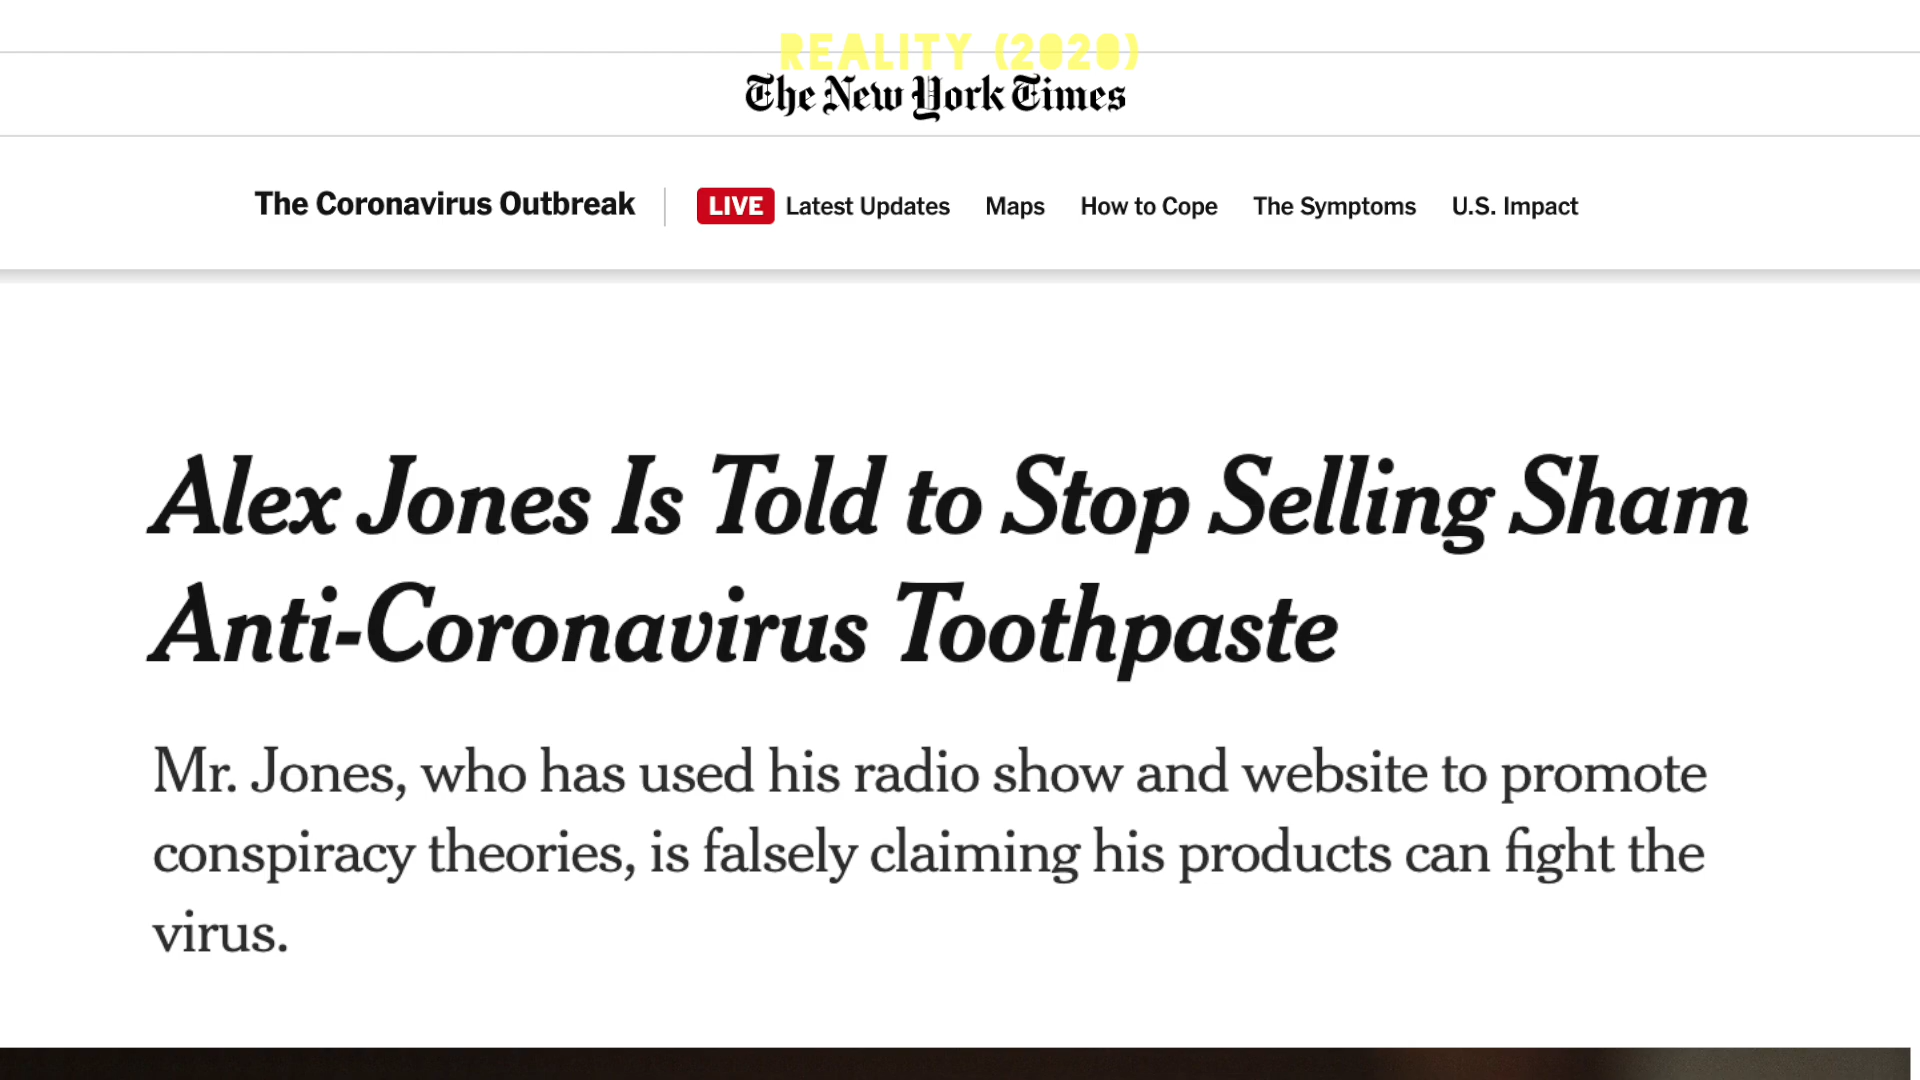 REALITY (2020)
The New York Times
The Coronavirus Outbreak LIVE Latest Updates Maps How to Cope The Symptoms U.S. Impact
Alex Jones Is Told to Stop Selling Sham
Anti-Coronavirus Toothpaste
Mr. Jones, who has used his radio show and website to promote
conspiracy theories, is falsely claiming his products can fight the
virus.